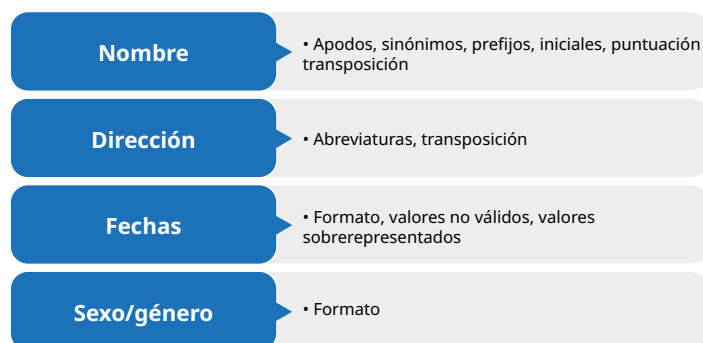 Nombre
• Apodos, sinónimos, prefijos, iniciales, puntuación
transposición
Dirección
• Abreviaturas, transposición
Fechas
• Formato, valores no válidos, valores
sobrerepresentados
Sexo/género
• Formato